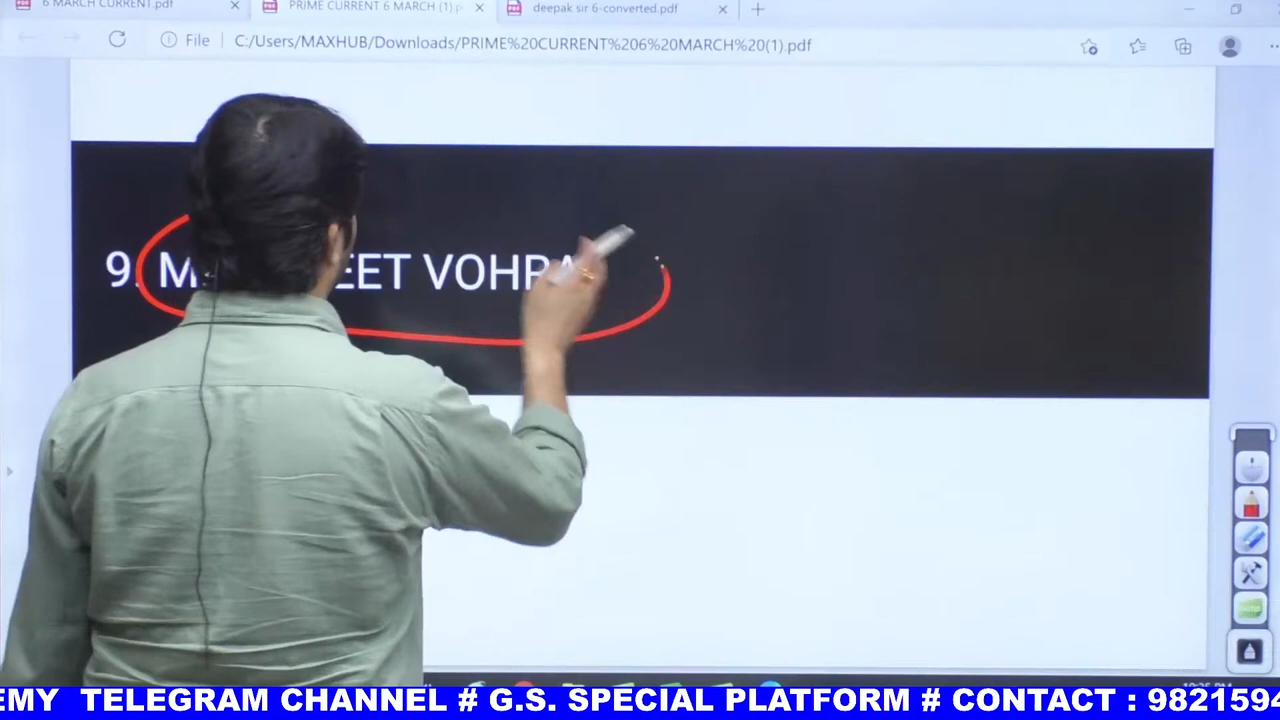 6 MARCH CURRENT.pdf
PRIME CURRENT 6 MARCH (1).p
deepak sir 6-converted.pdf
File C:/Users/MAXHUB/Downloads/PRIME%20CURRENT%206%20MARCH%20(1).pdf
9. M EET VOHRA
EMY TELEGRAM CHANNEL # G.S. SPECIAL PLATFORM # CONTACT : 9821594